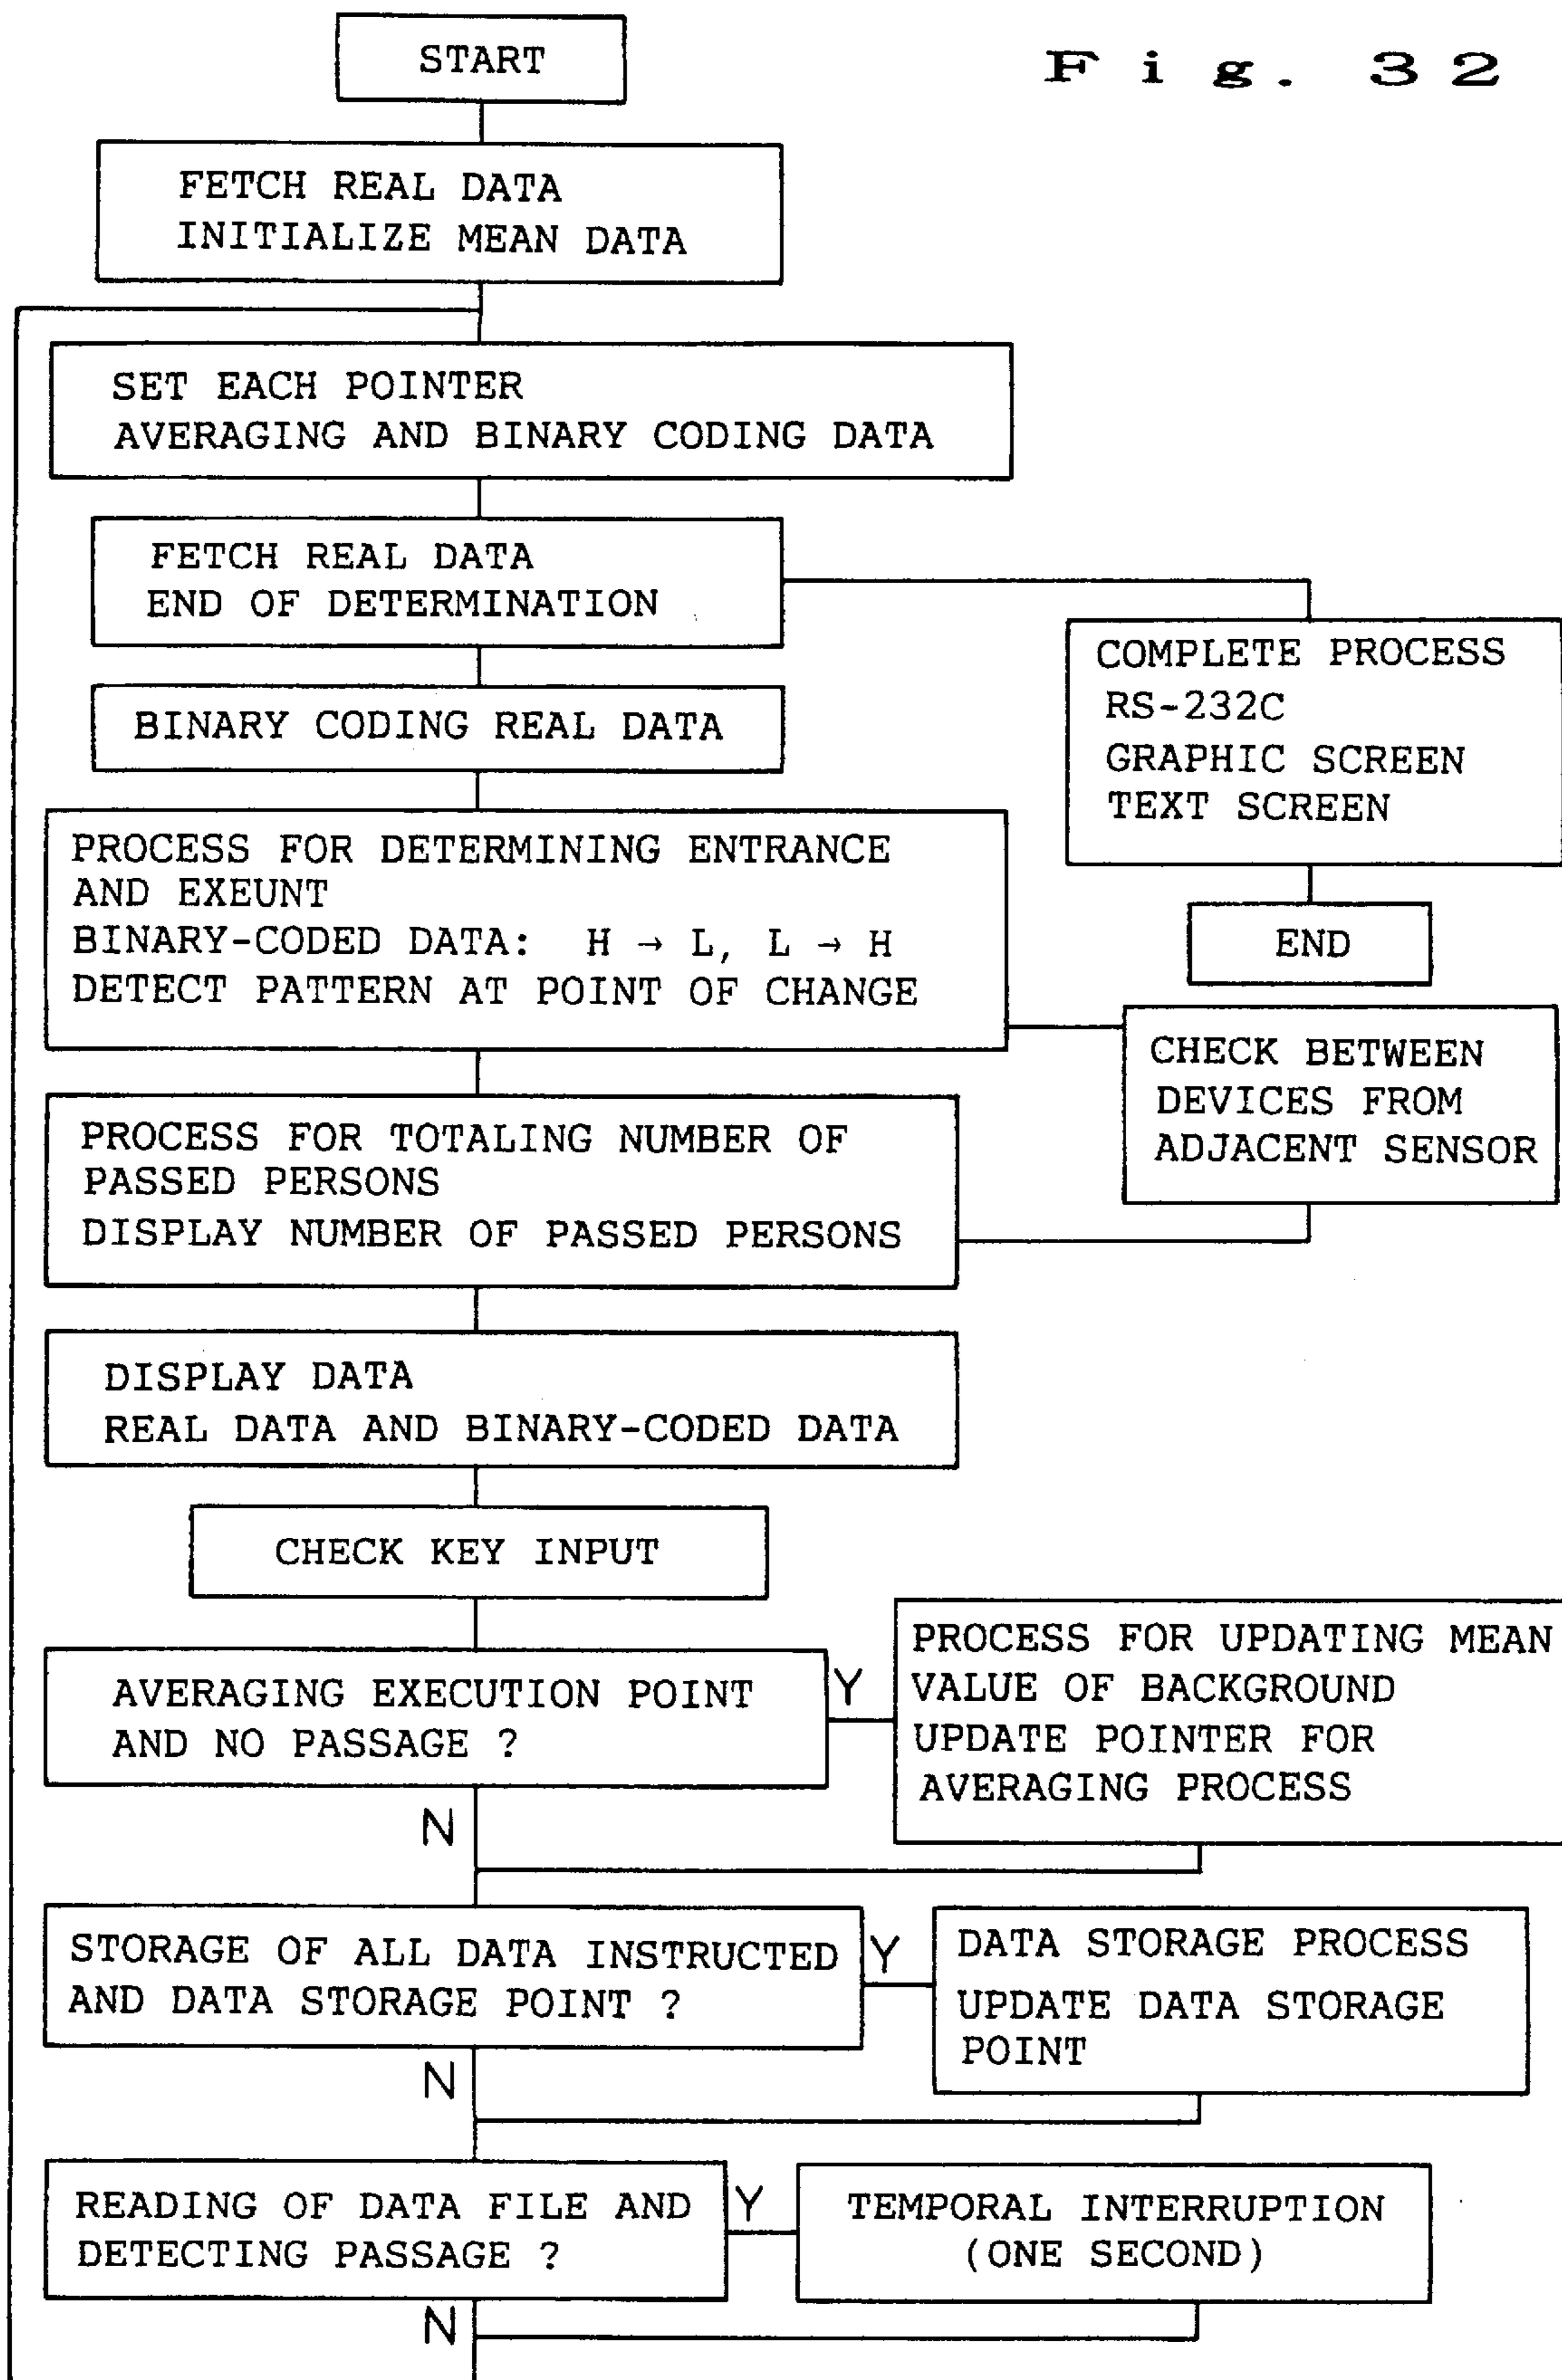 START
Fig. 32
FETCH REAL DATA
INITIALIZE MEAN DATA
SET EACH POINTER
AVERAGING AND BINARY CODING DATA
FETCH REAL DATA
END OF DETERMINATION
COMPLETE PROCESS
RS-232C
GRAPHIC SCREEN
TEXT SCREEN
BINARY CODING REAL DATA
PROCESS FOR DETERMINING ENTRANCE
AND EXEUNT
BINARY-CODED DATA: H → L, L → H
DETECT PATTERN AT POINT OF CHANGE
END
CHECK BETWEEN
DEVICES FROM
ADJACENT SENSOR
PROCESS FOR TOTALING NUMBER OF
PASSED PERSONS
DISPLAY NUMBER OF PASSED PERSONS
DISPLAY DATA
REAL DATA AND BINARY-CODED DATA
CHECK KEY INPUT
AVERAGING EXECUTION POINT
AND NO PASSAGE ?
Y
PROCESS FOR UPDATING MEAN
VALUE OF BACKGROUND
UPDATE POINTER FOR
AVERAGING PROCESS
N
STORAGE OF ALL DATA INSTRUCTED
AND DATA STORAGE POINT ?
Y
DATA STORAGE PROCESS
UPDATE DATA STORAGE
POINT
N
READING OF DATA FILE AND
DETECTING PASSAGE ?
Y
TEMPORAL INTERRUPTION
(ONE SECOND)
N